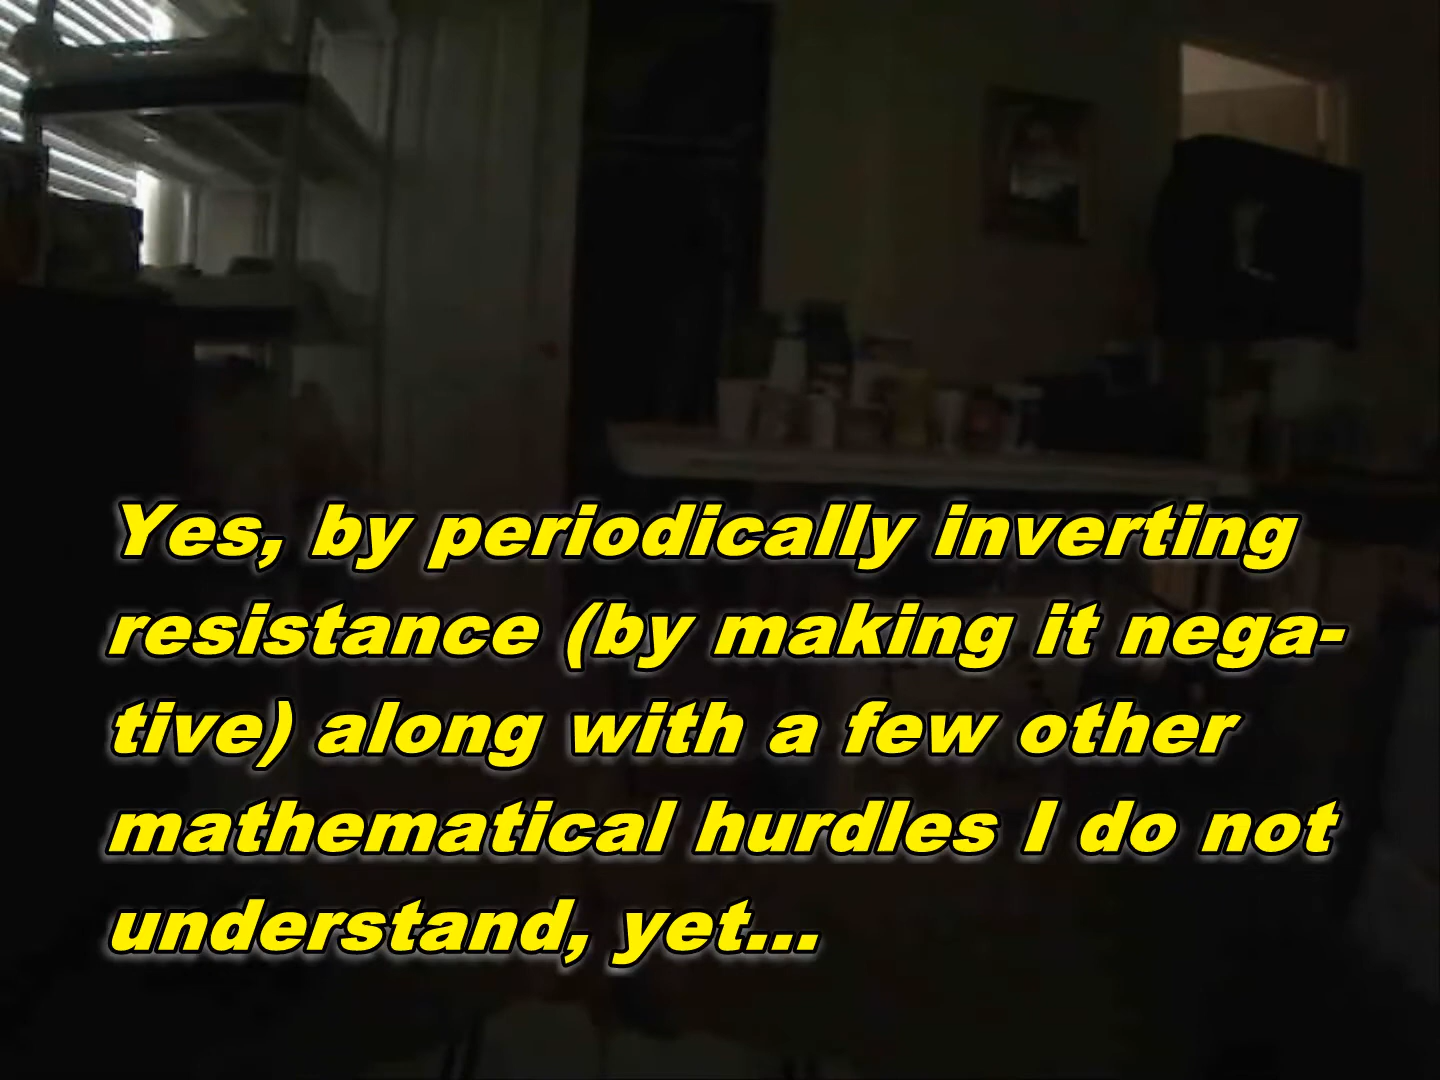 Yes, by periodically inverting
resistance (by making it nega-
tive) along with a few other
mathematical hurdles I do not
understand, yet...